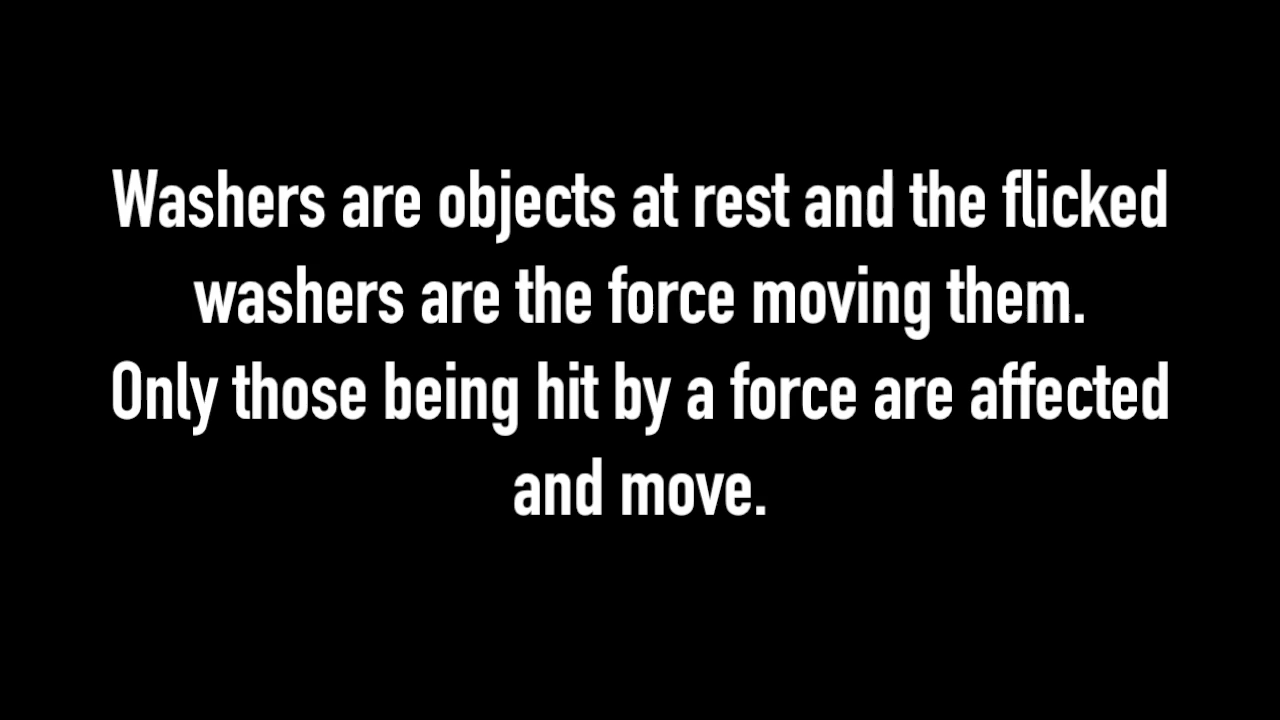 Washers are objects at rest and the flicked
washers are the force moving them.
Only those being hit by a force are affected
and move.